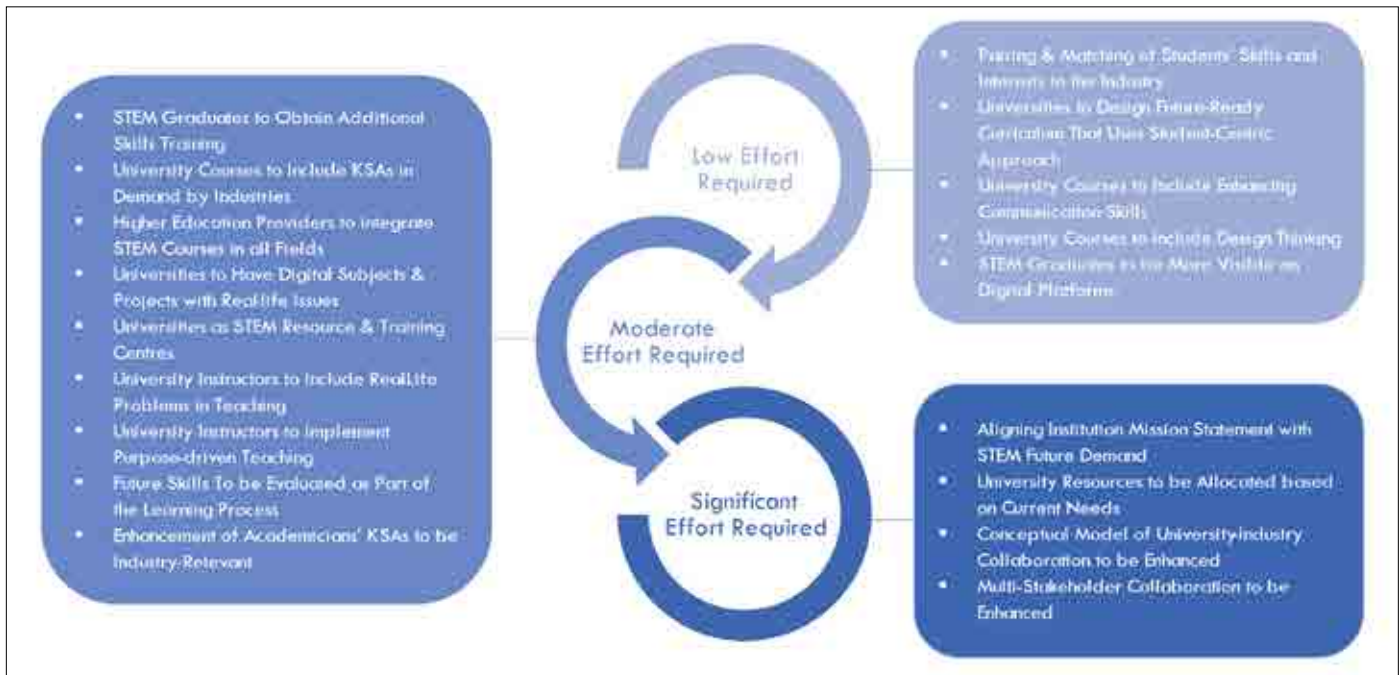 • STEM Graduates to Obtain Additional
Skills Training
• University Courses to Include KSAs in
Demand by Industries
• Higher Education Providers to integrate
STEM Courses in all Fields
• Universities to Have Digital Subjects &
Projects with Real-life Issues
• Universities as STEM Resource & Training
Centres
• University Instructors to Include Real-Life
Problems in Teaching
• University Instructors to Implement
Purpose-driven Teaching
• Future Skills To be Evaluated as Part of
the Learning Process
• Enhancement of Academicians' KSAs to be
Industry-Relevant
Low Effort
Required
Moderate
Effort Required
Significant
Effort Required
• & Matching of Students' Skills and
Interests to the Industry
• Universities to Design Future-Ready
Curriculum That Uses Student-Centric
Approach
• University Courses to Include Enhancing
Communication Skills
• University Courses to Include Design Thinking
• STEM Graduates to be More Visible on
Digital Platforms
• Aligning Institution Mission Statement with
STEM Future Demand
• University Resources to be Allocated based
on Current Needs
• Conceptual Model of University-Industry
Collaboration to be Enhanced
• Multi-Stakeholder Collaboration to be
Enhanced